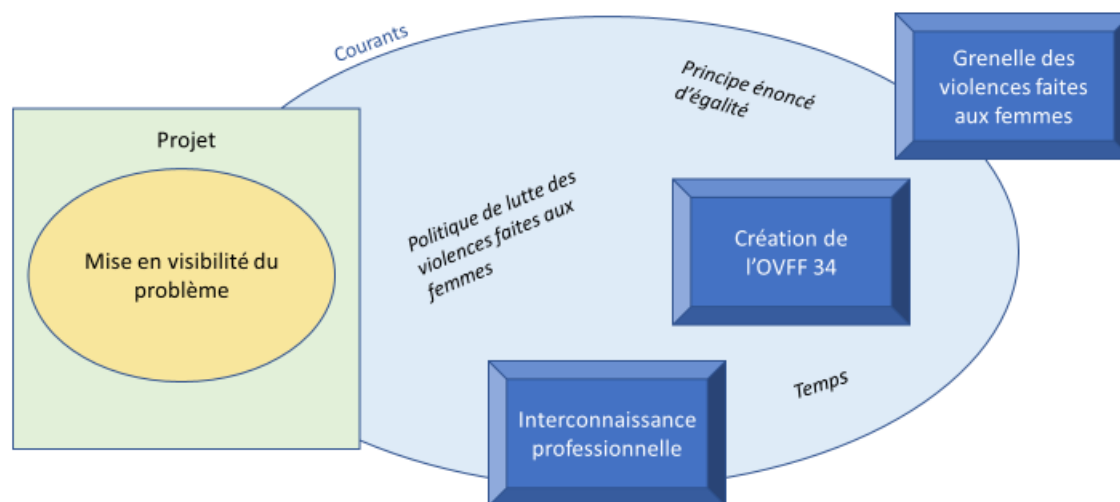 Courants
Principe énoncé
d'égalité
Grenelle des
violences faites
aux femmes
Projet
Mise en visibilité du
problème
Politique de lutte des
violences faites aux
femmes
Création de
l'OVFF 34
Temps
Interconnaissance
professionnelle